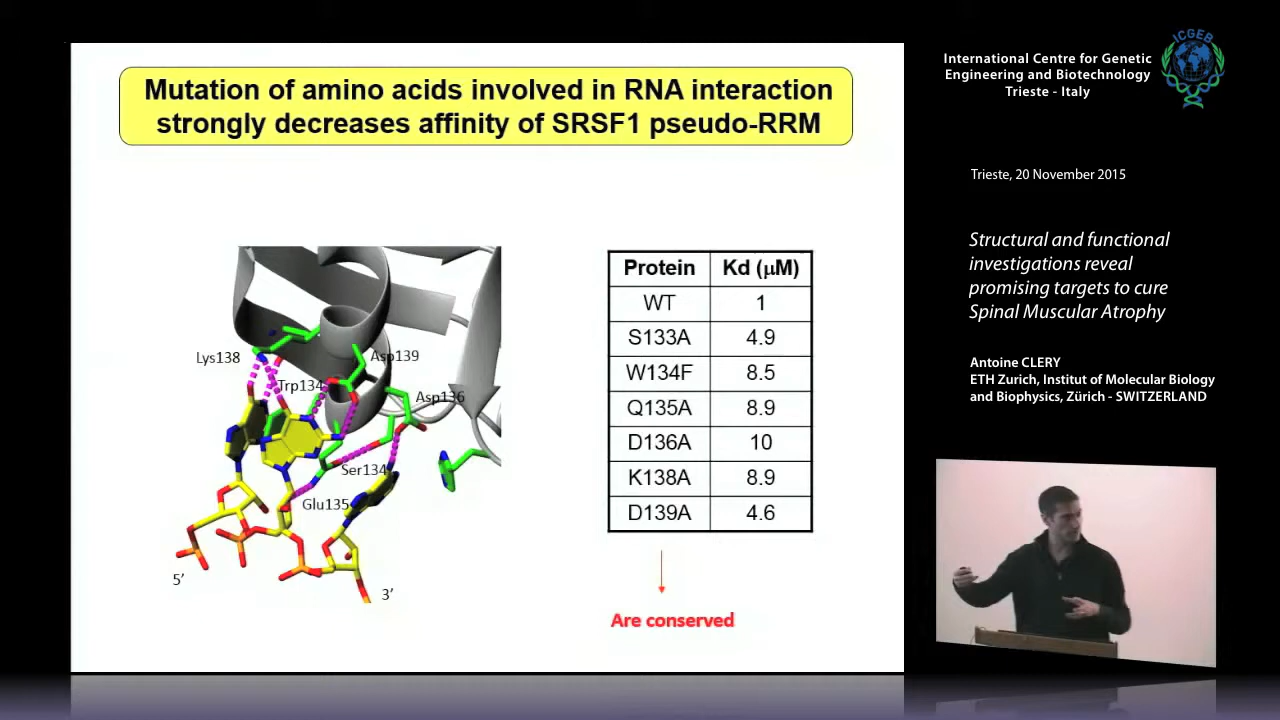 Mutation of amino acids involved in RNA interaction
strongly decreases affinity of SRSF1 pseudo-RRM
Lys138
Asp139
Trp134
Asp136
Ser134
Glu135
5’
3’
Protein Kd (μM)
WT 1
S133A 4.9
W134F 8.5
Q135A 8.9
D136A 10
K138A 8.9
D139A 4.6
Are conserved
International Centre for Genetic
Engineering and Biotechnology
Trieste - Italy
ICGEB
Trieste, 20 November 2015
Structural and functional
investigations reveal
promising targets to cure
Spinal Muscular Atrophy
Antoine CLERY
ETH Zurich, Institut of Molecular Biology
and Biophysics, Zürich - SWITZERLAND